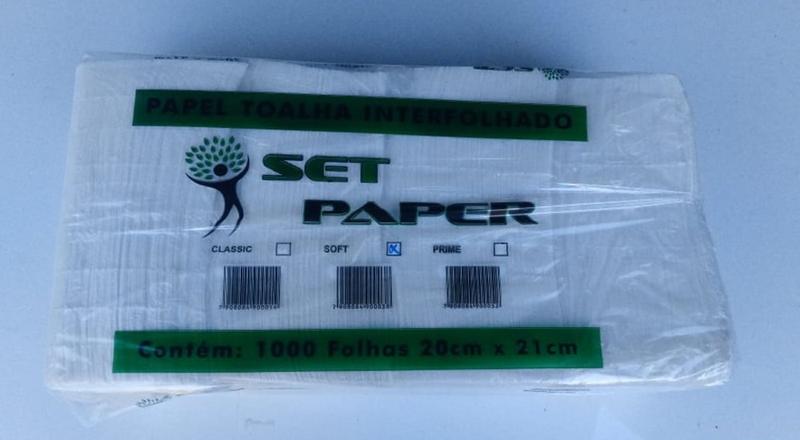 PAPEL TOALHA INTERFOLHADO
SET
PAPER
CLASSIC SOFT PRIME
Contém: 1000 Folhas 20cm x 21cm